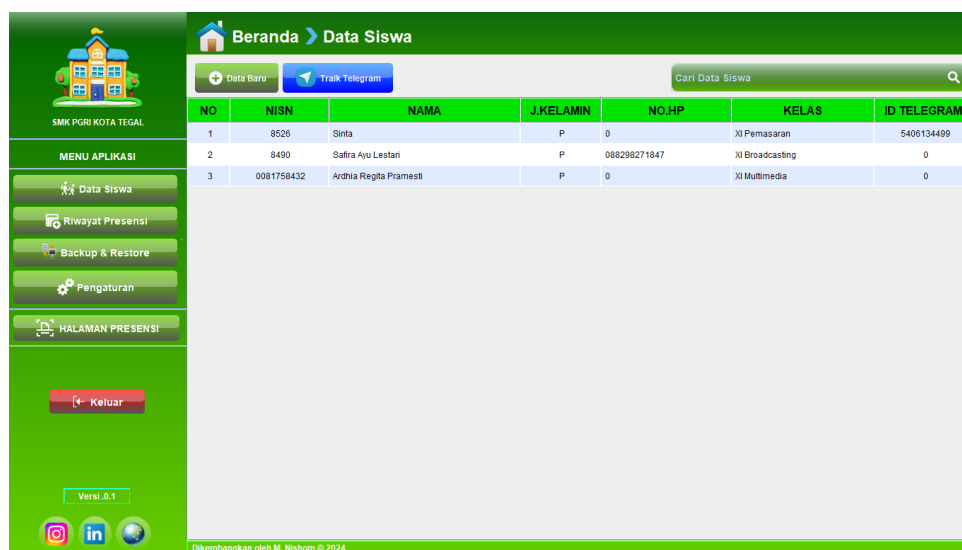 Beranda Data Siswa
Data Baru
Traik Telegram
Cari Data Siswa
SMK PGRI KOTA TEGAL
MENU APLIKASI
Data Siswa
Riwayat Presensi
Backup & Restore
Pengaturan
HALAMAN PRESENSI
Keluar
Versi .0.1
NO NISN NAMA J.KELAMIN NO.HP KELAS ID TELEGRAM
1 8526 Sinta P 0 XI Pemasaran 5406134499
2 8490 Safira Ayu Lestari P 088298271847 XI Broadcasting 0
3 0081758432 Ardhia Regita Pramesti P 0 XI Multimedia 0
Dikembangkan oleh M. Nishom © 2024